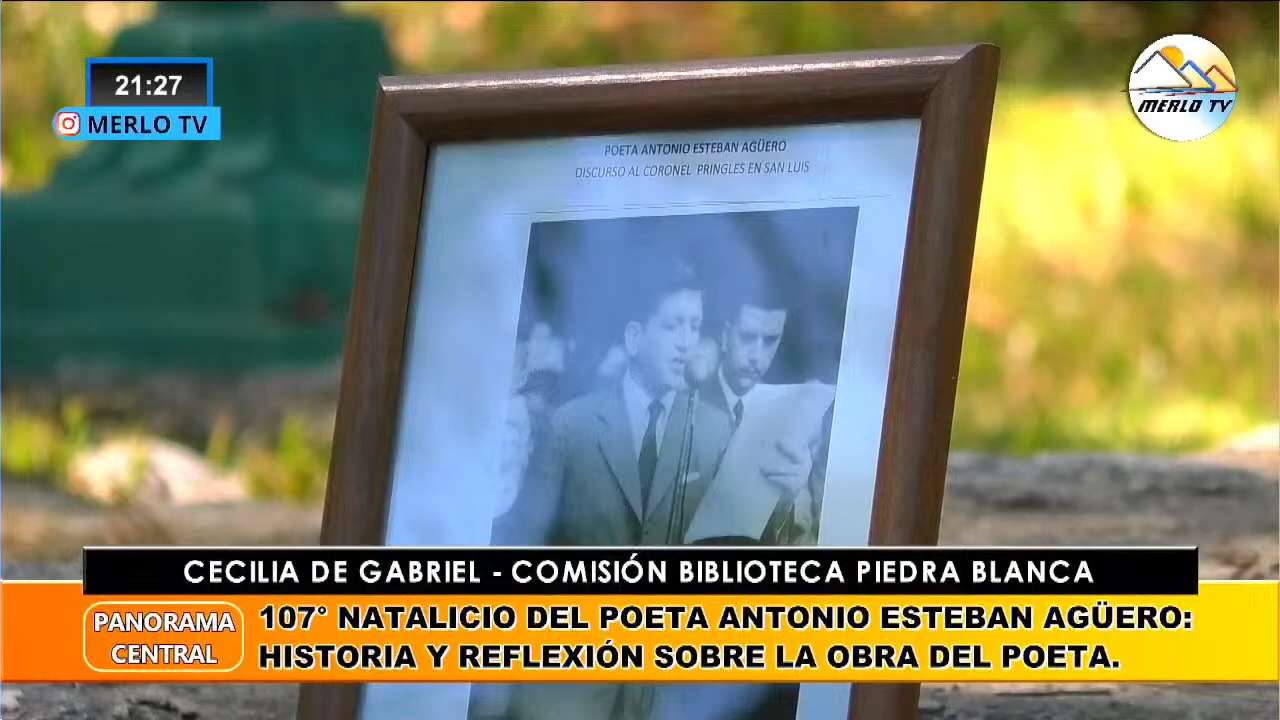 21:27
MERLO TV
MERLO TV
POETA ANTONIO ESTEBAN AGÜERO
DISCURSO AL CORONEL PRINGLES EN SAN LUIS
CECILIA DE GABRIEL - COMISIÓN BIBLIOTECA PIEDRA BLANCA
PANORAMA
CENTRAL
107° NATALICIO DEL POETA ANTONIO ESTEBAN AGÜERO:
HISTORIA Y REFLEXIÓN SOBRE LA OBRA DEL POETA.